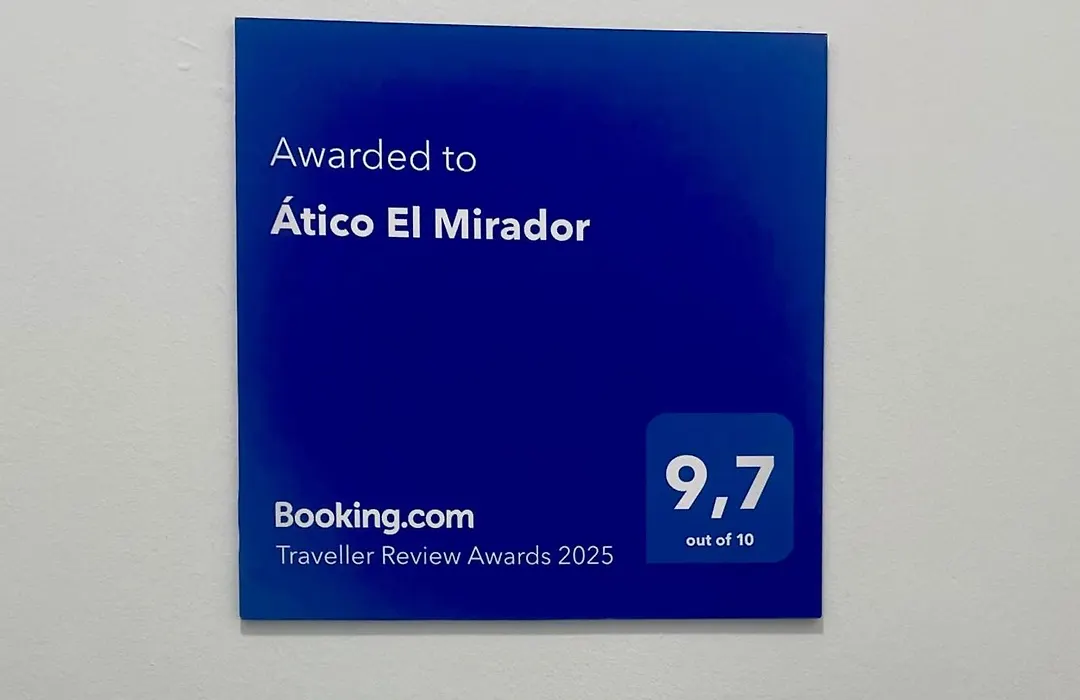 Awarded to
Ático El Mirador
9,7
out of 10
Booking.com
Traveller Review Awards 2025